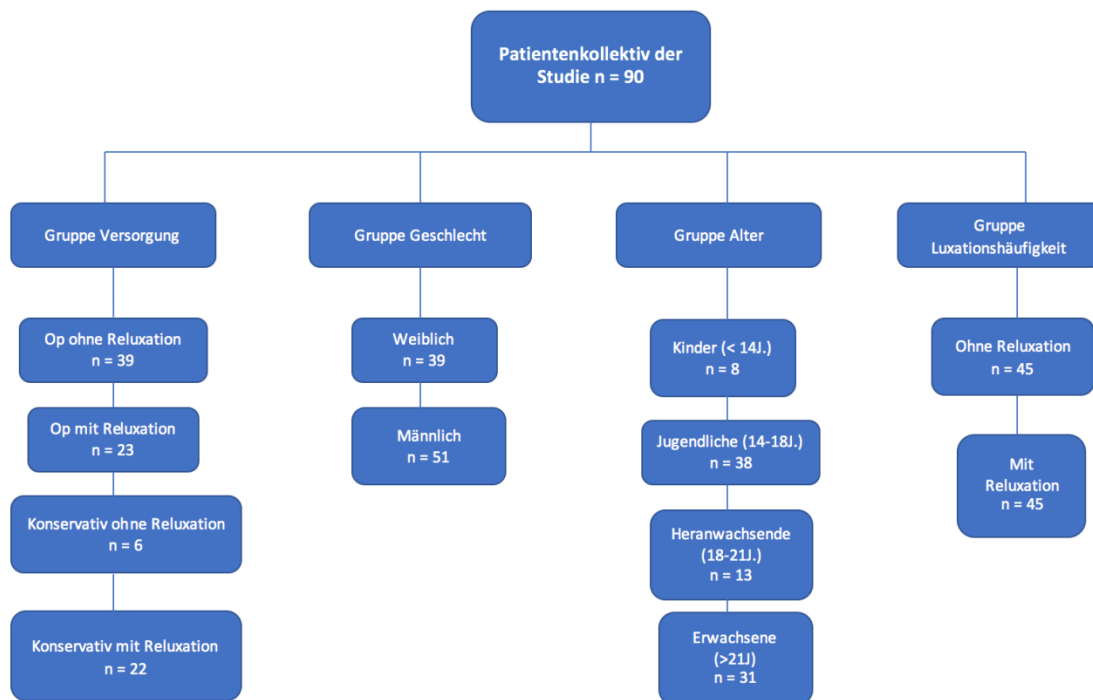 Patientenkollektiv der
Studie n = 90
Gruppe Versorgung
Op ohne Reluxation
n = 39
Op mit Reluxation
n = 23
Konservativ ohne Reluxation
n = 6
Konservativ mit Reluxation
n = 22
Gruppe Geschlecht
Weiblich
n = 39
Männlich
n = 51
Gruppe Alter
Kinder (< 14J.)
n = 8
Jugendliche (14-18J.)
n = 38
Heranwachsende
(18-21J.)
n = 13
Erwachsene
(>21J)
n = 31
Gruppe
Luxationshäufigkeit
Ohne Reluxation
n = 45
Mit
Reluxation
n = 45